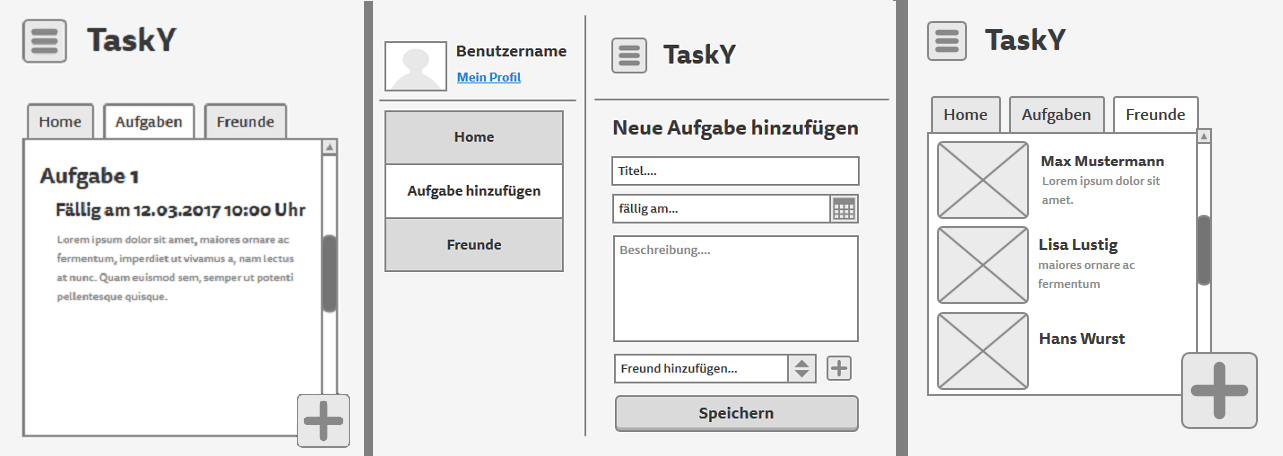 TaskY
Home
Aufgaben
Freunde
Aufgabe 1
Fällig am 12.03.2017 10:00 Uhr
Lorem ipsum dolor sit amet, maiores ornare ac
fermentum, imperdiet ut vivamus a, nam lectus
at nunc. Quam euismod sem, semper ut potenti
pellentesque quisque.
Benutzername
Mein Profil
Home
Aufgabe hinzufügen
Freunde
TaskY
Neue Aufgabe hinzufügen
Titel....
fällig am...
Beschreibung....
Freund hinzufügen...
Speichern
TaskY
Home
Aufgaben
Freunde
Max Mustermann
Lorem ipsum dolor sit
amet.
Lisa Lustig
maiores ornare ac
fermentum
Hans Wurst